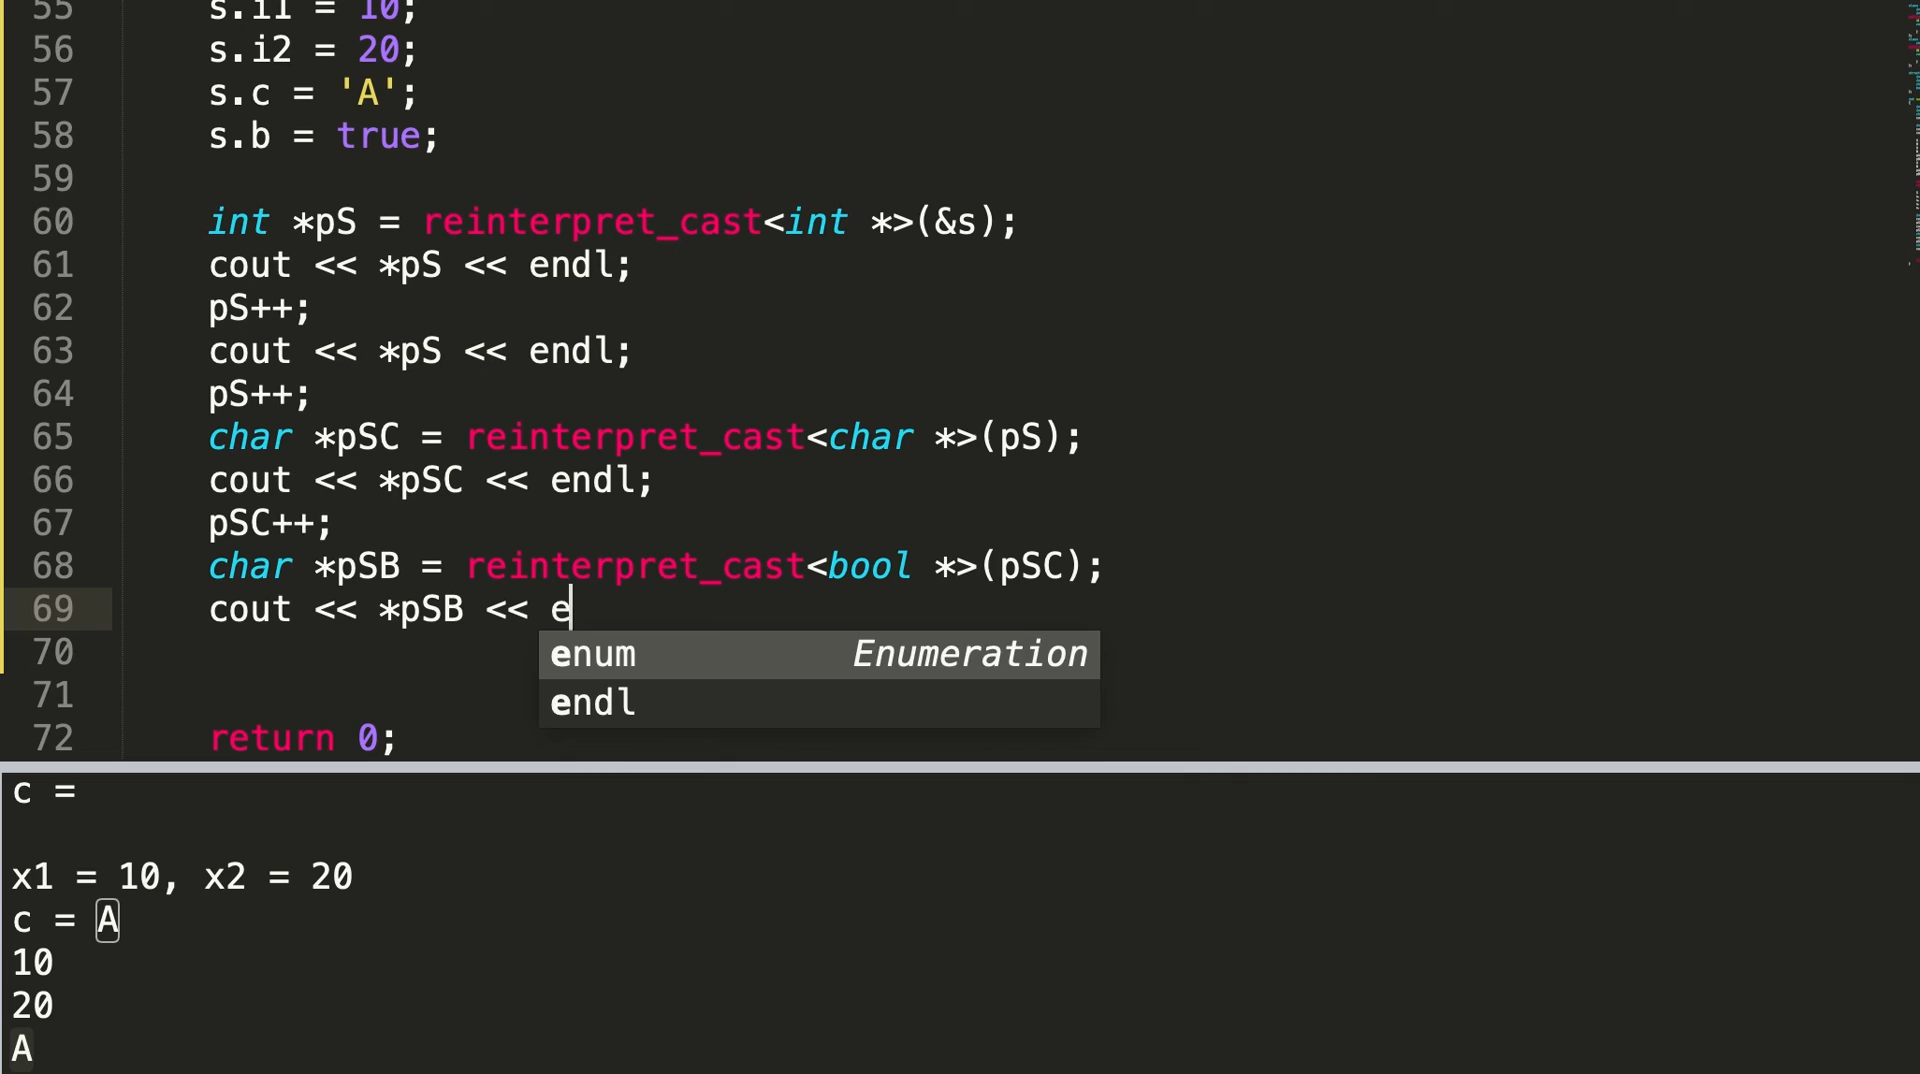 55 s.i1 = 10;
56 s.i2 = 20;
57 s.c = 'A';
58 s.b = true;
59
60 int *pS = reinterpret_cast<int *>(&s);
61 cout << *pS << endl;
62 pS++;
63 cout << *pS << endl;
64 pS++;
65 char *pSC = reinterpret_cast<char *>(pS);
66 cout << *pSC << endl;
67 pSC++;
68 char *pSB = reinterpret_cast<bool *>(pSC);
69 cout << *pSB << e
enum Enumeration
70
endl
71
72 return 0;
c =
x1 = 10, x2 = 20
c = A
10
20
A